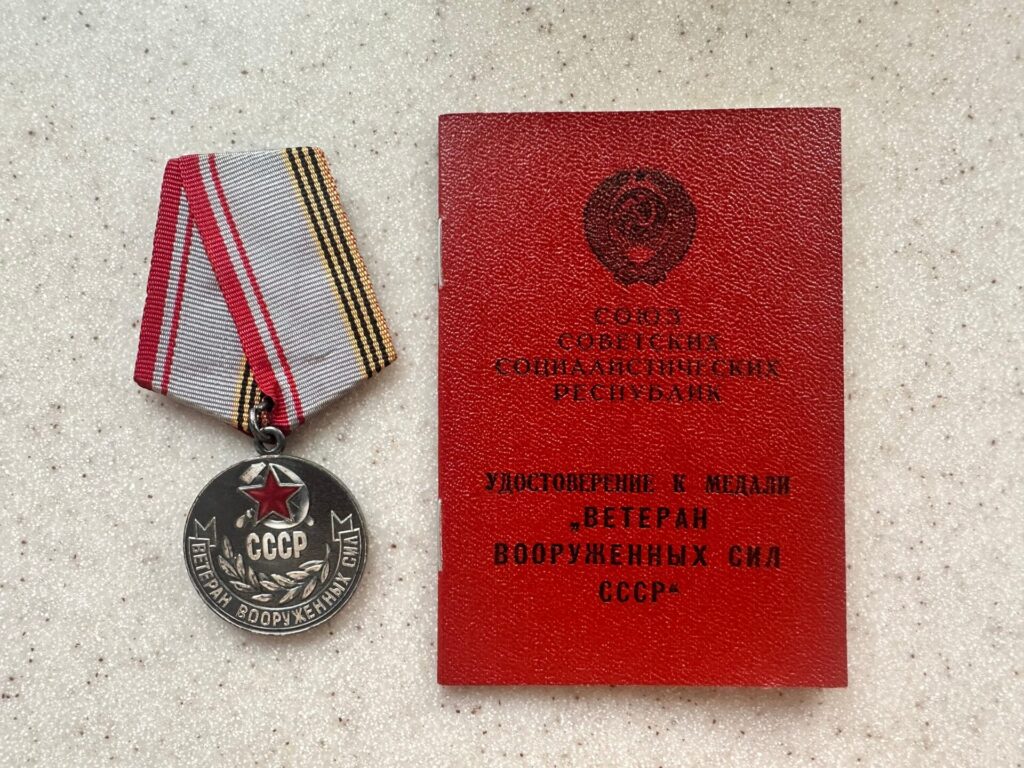 СССР
ВЕТЕРАН ВООРУЖЕННЫХ СИЛ
СОЮЗ
СОВЕТСКИХ
СОЦИАЛИСТИЧЕСКИХ
РЕСПУБЛИК
УДОСТОВЕРЕНИЕ К МЕДАЛИ
„ВЕТЕРАН
ВООРУЖЕННЫХ СИЛ
СССР“